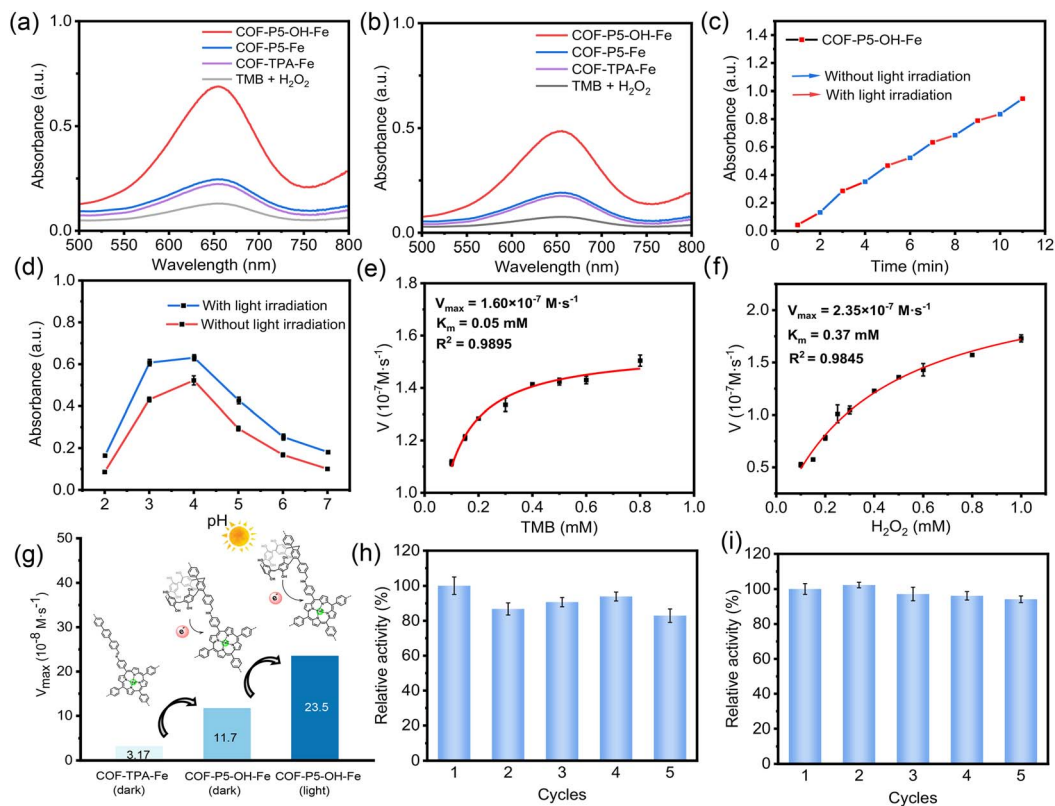 (a)
COF-P5-OH-Fe
COF-P5-Fe
COF-TPA-Fe
TMB + H₂O₂
Absorbance (a.u.)
1.0
0.5
0.0
500 550 600 650 700 750 800
Wavelength (nm)
(b)
COF-P5-OH-Fe
COF-P5-Fe
COF-TPA-Fe
TMB + H₂O₂
Absorbance (a.u.)
1.0
0.5
0.0
500 550 600 650 700 750 800
Wavelength (nm)
(c)
COF-P5-OH-Fe
Without light irradiation
With light irradiation
Absorbance (a.u.)
1.4
1.2
1.0
0.8
0.6
0.4
0.2
0.0
0 2 4 6 8 10 12
Time (min)
(d)
With light irradiation
Without light irradiation
Absorbance (a.u.)
1.0
0.8
0.6
0.4
0.2
0.0
2 3 4 5 6 7
pH
(e)
Vmax = 1.60×10⁻⁷ M·s⁻¹
Km = 0.05 mM
R² = 0.9895
V (10⁻⁷M·s⁻¹)
1.8
1.6
1.4
1.2
1.0
0.0 0.2 0.4 0.6 0.8 1.0
TMB (mM)
(f)
Vmax = 2.35×10⁻⁷ M·s⁻¹
Km = 0.37 mM
R² = 0.9845
V (10⁻⁷M·s⁻¹)
2.0
1.5
1.0
0.5
0.0 0.2 0.4 0.6 0.8 1.0
H₂O₂ (mM)
(g)
Vmax (10⁻⁸ M·s⁻¹)
50
40
30
20
10
0
e⁻
e⁻
3.17
11.7
23.5
COF-TPA-Fe
(dark)
COF-P5-OH-Fe
(dark)
COF-P5-OH-Fe
(light)
(h)
Relative activity (%)
120
100
80
60
40
20
0
1 2 3 4 5
Cycles
(i)
Relative activity (%)
120
100
80
60
40
20
0
1 2 3 4 5
Cycles